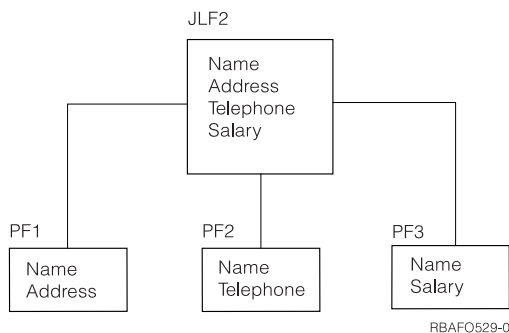 JLF2
Name
Address
Telephone
Salary
PF1
Name
Address
PF2
Name
Telephone
PF3
Name
Salary
RBAFO529-0